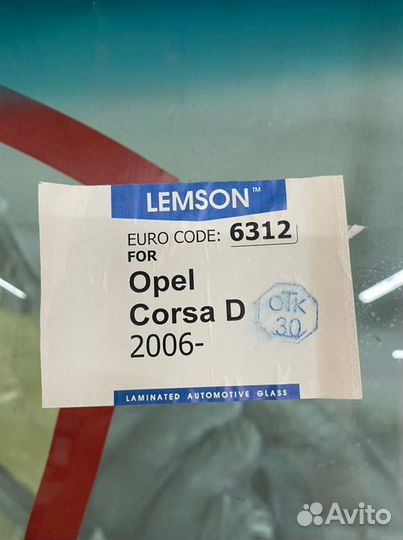 LEMSON™
EURO CODE: 6312
FOR
Opel
Corsa D
2006-
ОТК
30
LAMINATED AUTOMOTIVE GLASS
Avito